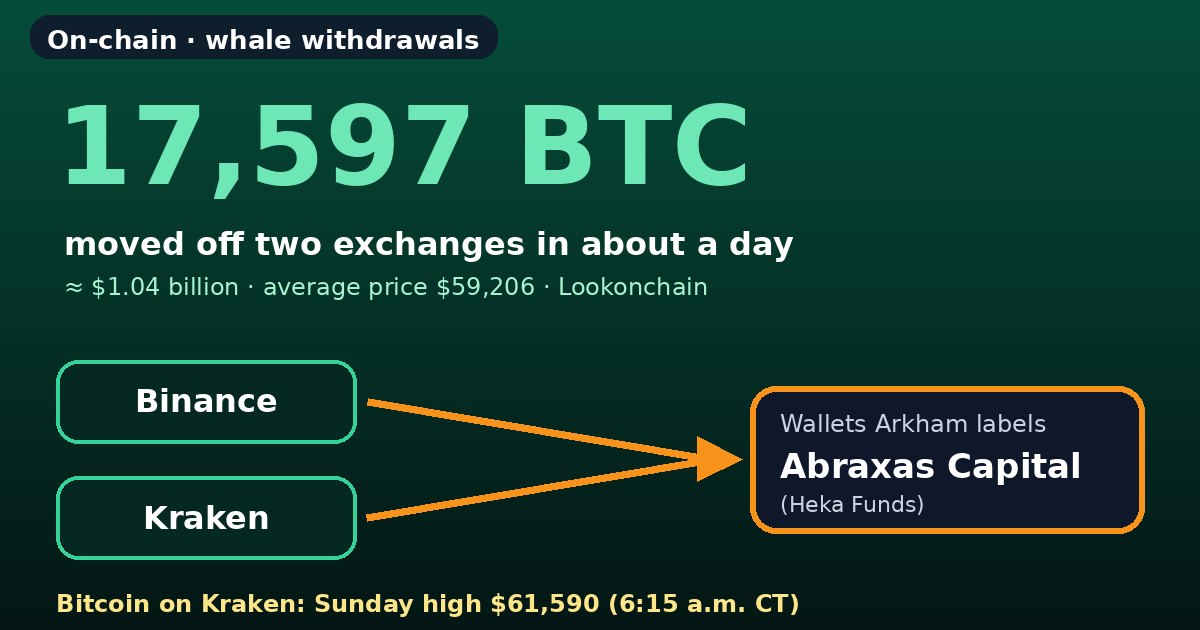 On-chain · whale withdrawals
17,597 BTC
moved off two exchanges in about a day
≈ $1.04 billion · average price $59,206 · Lookonchain
Binance
Kraken
Wallets Arkham labels
Abraxas Capital
(Heka Funds)
Bitcoin on Kraken: Sunday high $61,590 (6:15 a.m. CT)